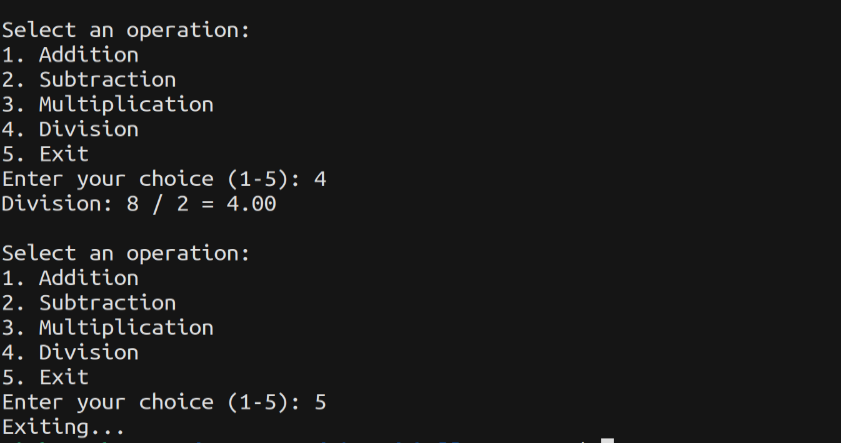 Select an operation:
1. Addition
2. Subtraction
3. Multiplication
4. Division
5. Exit
Enter your choice (1-5): 4
Division: 8 / 2 = 4.00
Select an operation:
1. Addition
2. Subtraction
3. Multiplication
4. Division
5. Exit
Enter your choice (1-5): 5
Exiting...